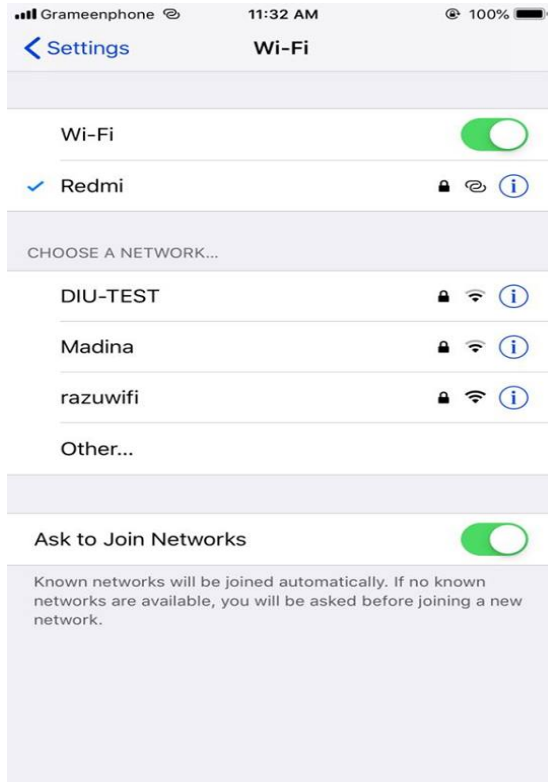 Grameenphone 11:32 AM 100%
Settings Wi-Fi
Wi-Fi
Redmi
CHOOSE A NETWORK...
DIU-TEST
Madina
razuwifi
Other...
Ask to Join Networks
Known networks will be joined automatically. If no known
networks are available, you will be asked before joining a new
network.